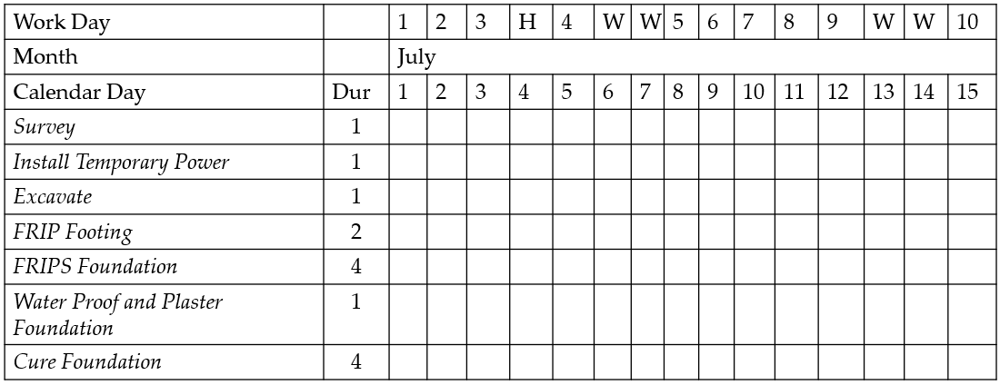 Work Day 1 2 3 H 4 W W 5 6 7 8 9 W W 10
Month July
Calendar Day Dur 1 2 3 4 5 6 7 8 9 10 11 12 13 14 15
Survey 1
Install Temporary Power 1
Excavate 1
FRIP Footing 2
FRIPS Foundation 4
Water Proof and Plaster 1
Foundation
Cure Foundation 4